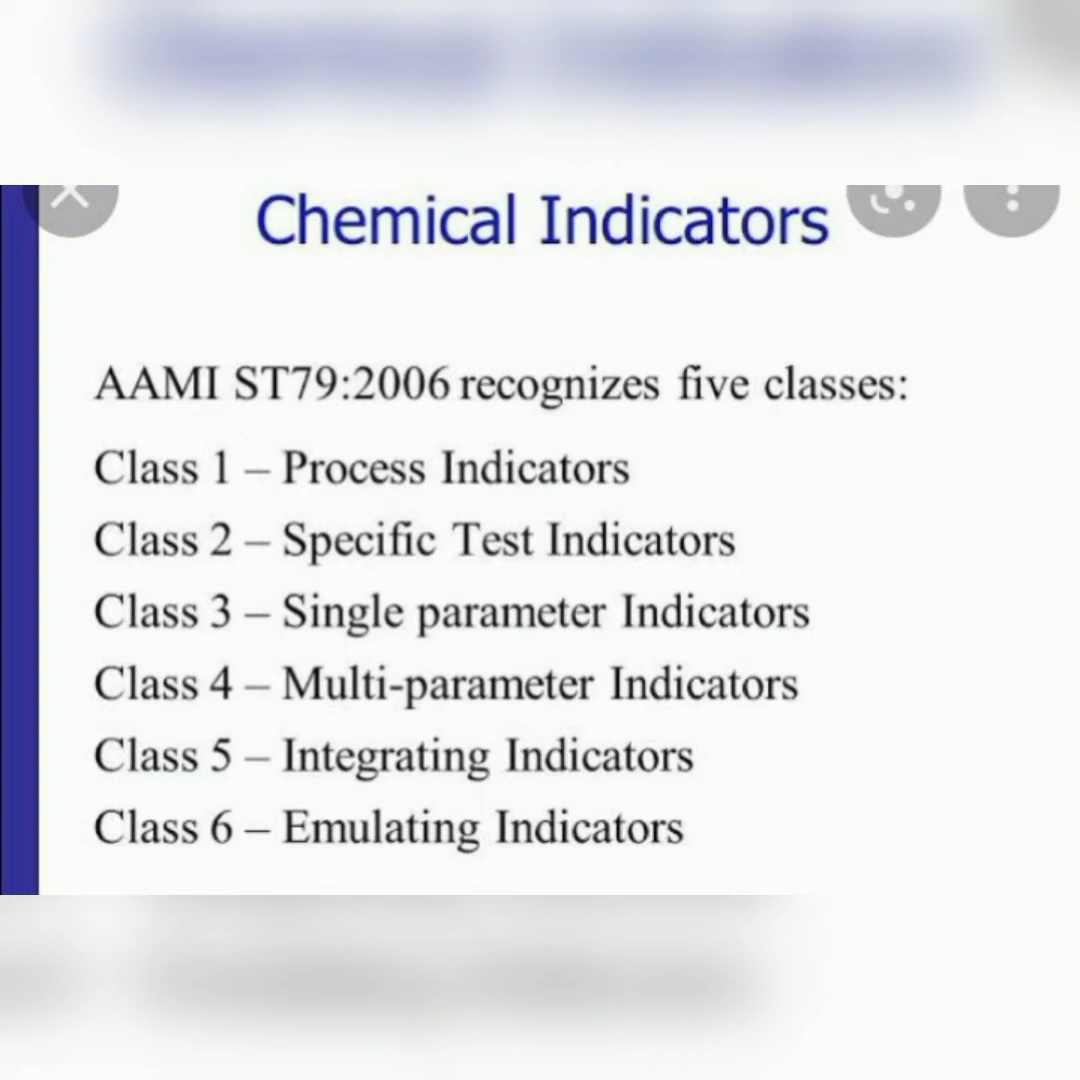 Chemical Indicators
AAMI ST79:2006 recognizes five classes:
Class 1 – Process Indicators
Class 2 – Specific Test Indicators
Class 3 – Single parameter Indicators
Class 4 – Multi-parameter Indicators
Class 5 – Integrating Indicators
Class 6 – Emulating Indicators